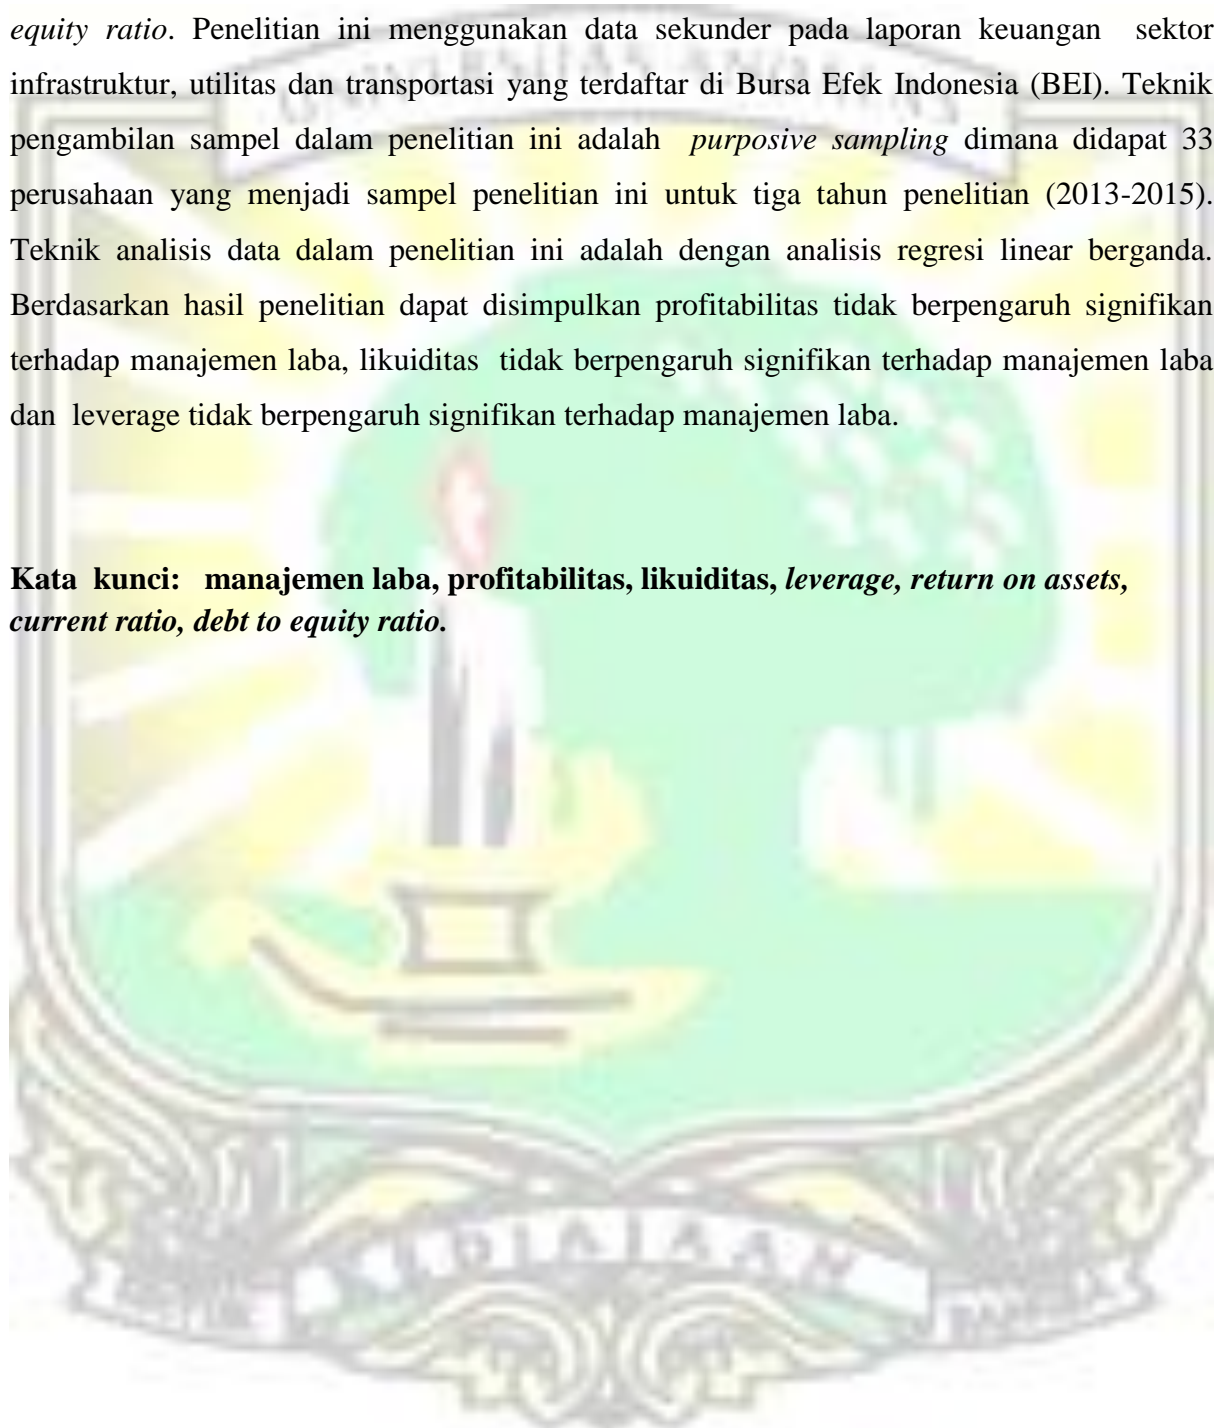 equity ratio. Penelitian ini menggunakan data sekunder pada laporan keuangan sektor
infrastruktur, utilitas dan transportasi yang terdaftar di Bursa Efek Indonesia (BEI). Teknik
pengambilan sampel dalam penelitian ini adalah purposive sampling dimana didapat 33
perusahaan yang menjadi sampel penelitian ini untuk tiga tahun penelitian (2013-2015).
Teknik analisis data dalam penelitian ini adalah dengan analisis regresi linear berganda.
Berdasarkan hasil penelitian dapat disimpulkan profitabilitas tidak berpengaruh signifikan
terhadap manajemen laba, likuiditas tidak berpengaruh signifikan terhadap manajemen laba
dan leverage tidak berpengaruh signifikan terhadap manajemen laba.
Kata kunci: manajemen laba, profitabilitas, likuiditas, leverage, return on assets,
current ratio, debt to equity ratio.
KEDJAJAAN